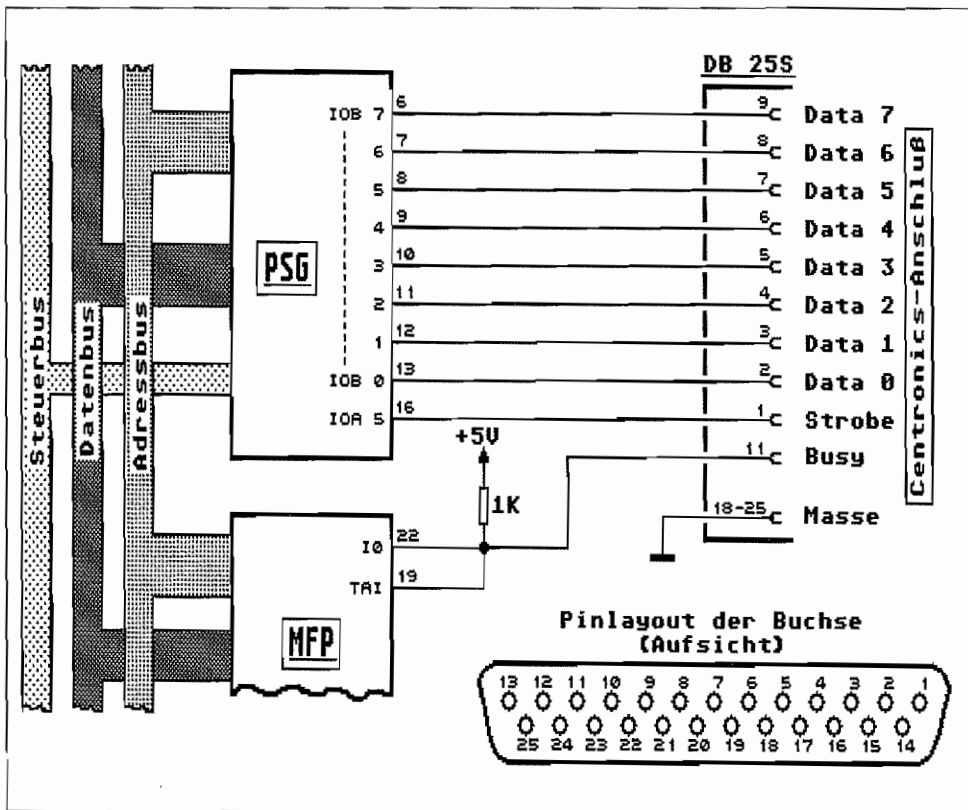 DB 25S
IOB 7 6 9 Data 7
6 7 8 Data 6
5 8 7 Data 5
4 9 6 Data 4
3 10 5 Data 3
2 11 4 Data 2
1 12 3 Data 1
IOB 0 13 2 Data 0
IOA 5 16 1 Strobe
PSG
Steuerbus
Datenbus
Adressbus
Centronics-Anschluß
+5V
11 Busy
1K
18-25 Masse
I0 22
TAI 19
MFP
Pinlayout der Buchse
(Aufsicht)
13 12 11 10 9 8 7 6 5 4 3 2 1
25 24 23 22 21 20 19 18 17 16 15 14